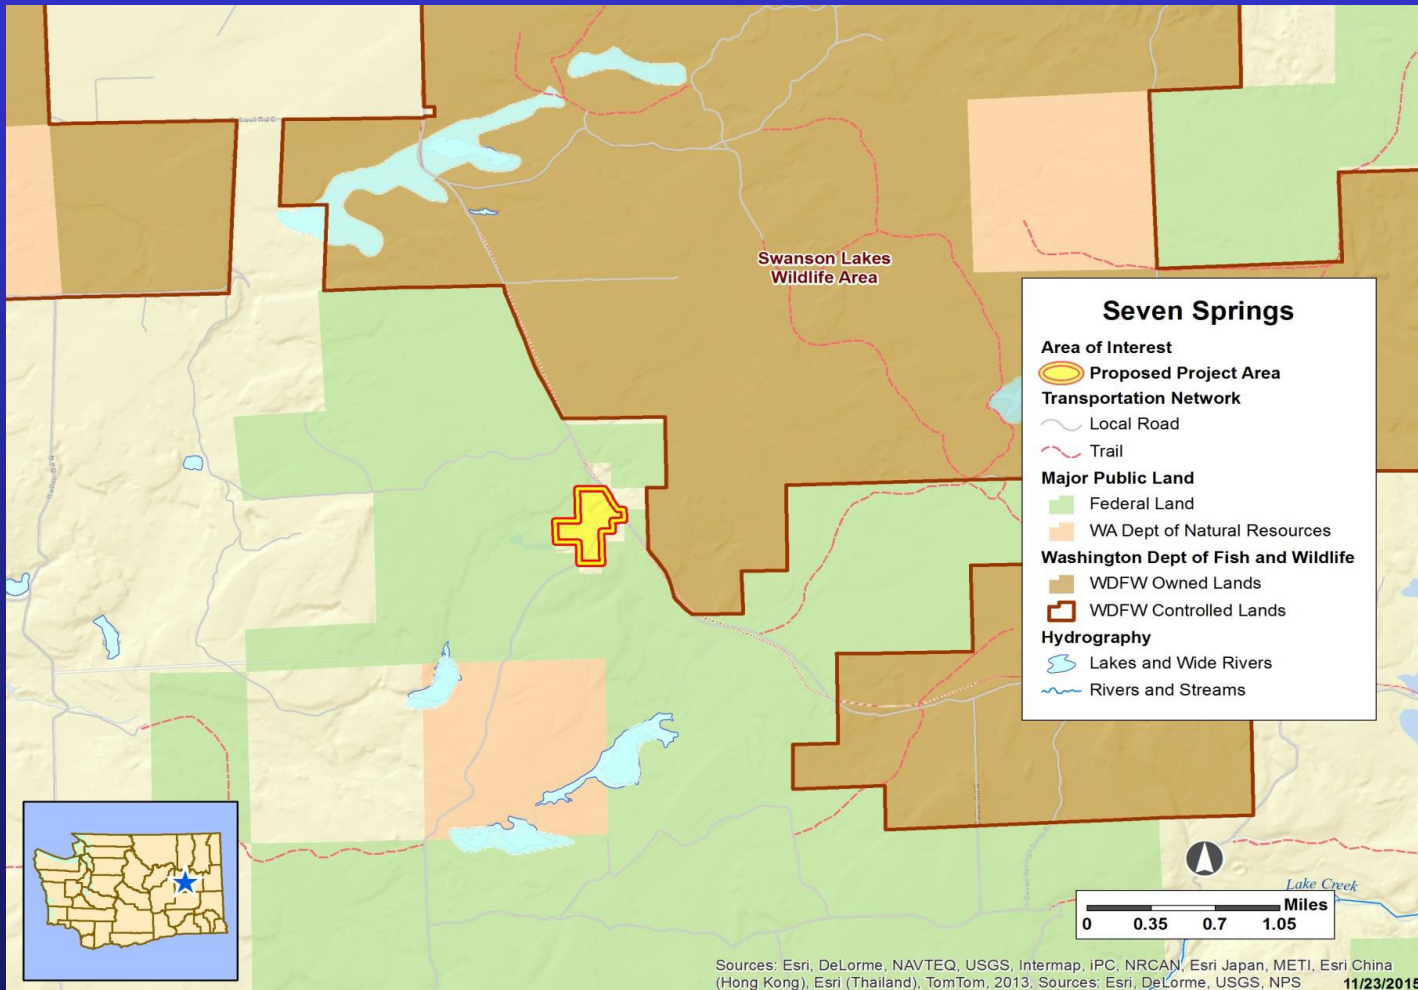 Swanson Lakes
Wildlife Area
Seven Springs
Area of Interest
Proposed Project Area
Transportation Network
Local Road
Trail
Major Public Land
Federal Land
WA Dept of Natural Resources
Washington Dept of Fish and Wildlife
WDFW Owned Lands
WDFW Controlled Lands
Hydrography
Lakes and Wide Rivers
Rivers and Streams
Lake Creek
Miles
0 0.35 0.7 1.05
Sources: Esri, DeLorme, NAVTEQ, USGS, Intermap, iPC, NRCAN, Esri Japan, METI, Esri China
(Hong Kong), Esri (Thailand), TomTom, 2013, Sources: Esri, DeLorme, USGS, NPS
11/23/2015